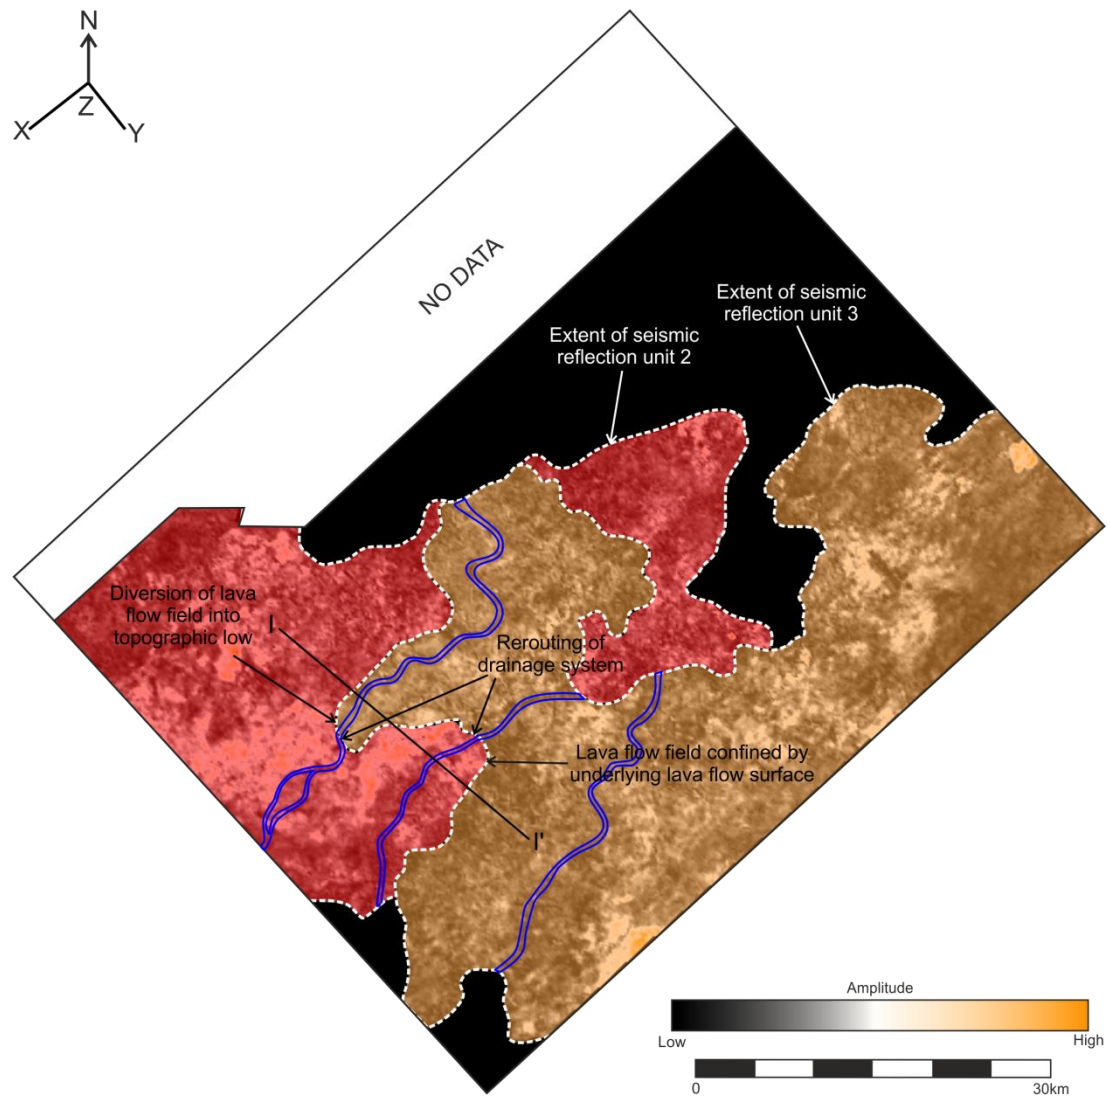 N
Z
X
Y
NO DATA
Extent of seismic
reflection unit 3
Extent of seismic
reflection unit 2
Diversion of lava
flow field into
topographic low
I
Rerouting of
drainage system
Lava flow field confined by
underlying lava flow surface
I'
Amplitude
Low
High
0
30km